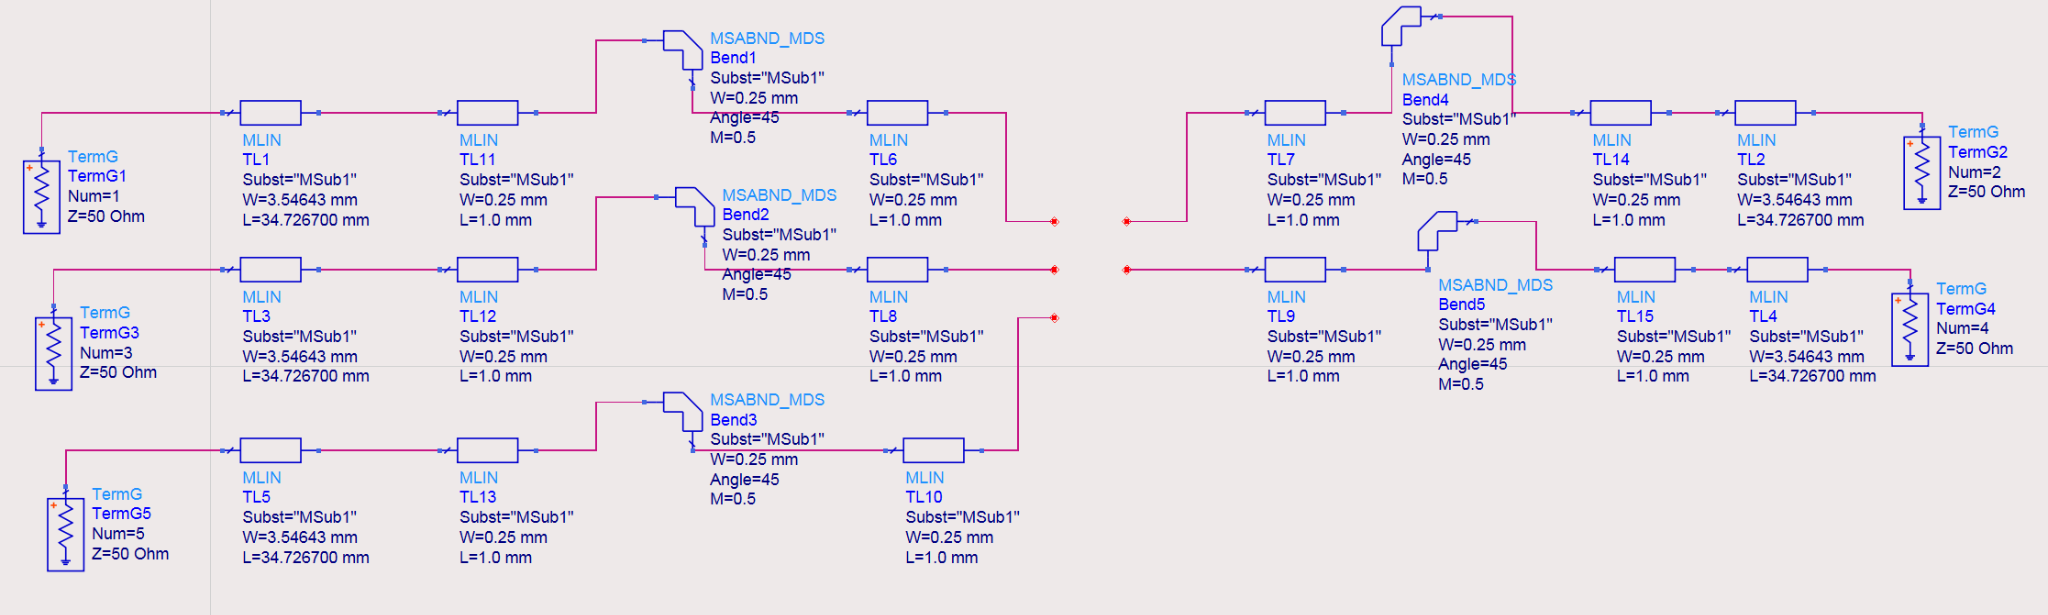 MSABND_MDS
Bend1
Subst="MSub1"
W=0.25 mm
Angle=45
M=0.5
MSABND_MDS
Bend4
Subst="MSub1"
W=0.25 mm
Angle=45
M=0.5
TermG
TermG1
Num=1
Z=50 Ohm
MLIN
TL1
Subst="MSub1"
W=3.54643 mm
L=34.726700 mm
MLIN
TL11
Subst="MSub1"
W=0.25 mm
L=1.0 mm
MLIN
TL6
Subst="MSub1"
W=0.25 mm
L=1.0 mm
MLIN
TL7
Subst="MSub1"
W=0.25 mm
L=1.0 mm
MLIN
TL14
Subst="MSub1"
W=0.25 mm
L=1.0 mm
MLIN
TL2
Subst="MSub1"
W=3.54643 mm
L=34.726700 mm
TermG
TermG2
Num=2
Z=50 Ohm
MSABND_MDS
Bend2
Subst="MSub1"
W=0.25 mm
Angle=45
M=0.5
TermG
TermG3
Num=3
Z=50 Ohm
MLIN
TL3
Subst="MSub1"
W=3.54643 mm
L=34.726700 mm
MLIN
TL12
Subst="MSub1"
W=0.25 mm
L=1.0 mm
MLIN
TL8
Subst="MSub1"
W=0.25 mm
L=1.0 mm
MLIN
TL9
Subst="MSub1"
W=0.25 mm
L=1.0 mm
MSABND_MDS
Bend5
Subst="MSub1"
W=0.25 mm
Angle=45
M=0.5
MLIN
TL15
Subst="MSub1"
W=0.25 mm
L=1.0 mm
MLIN
TL4
Subst="MSub1"
W=3.54643 mm
L=34.726700 mm
TermG
TermG4
Num=4
Z=50 Ohm
MSABND_MDS
Bend3
Subst="MSub1"
W=0.25 mm
Angle=45
M=0.5
TermG
TermG5
Num=5
Z=50 Ohm
MLIN
TL5
Subst="MSub1"
W=3.54643 mm
L=34.726700 mm
MLIN
TL13
Subst="MSub1"
W=0.25 mm
L=1.0 mm
MLIN
TL10
Subst="MSub1"
W=0.25 mm
L=1.0 mm